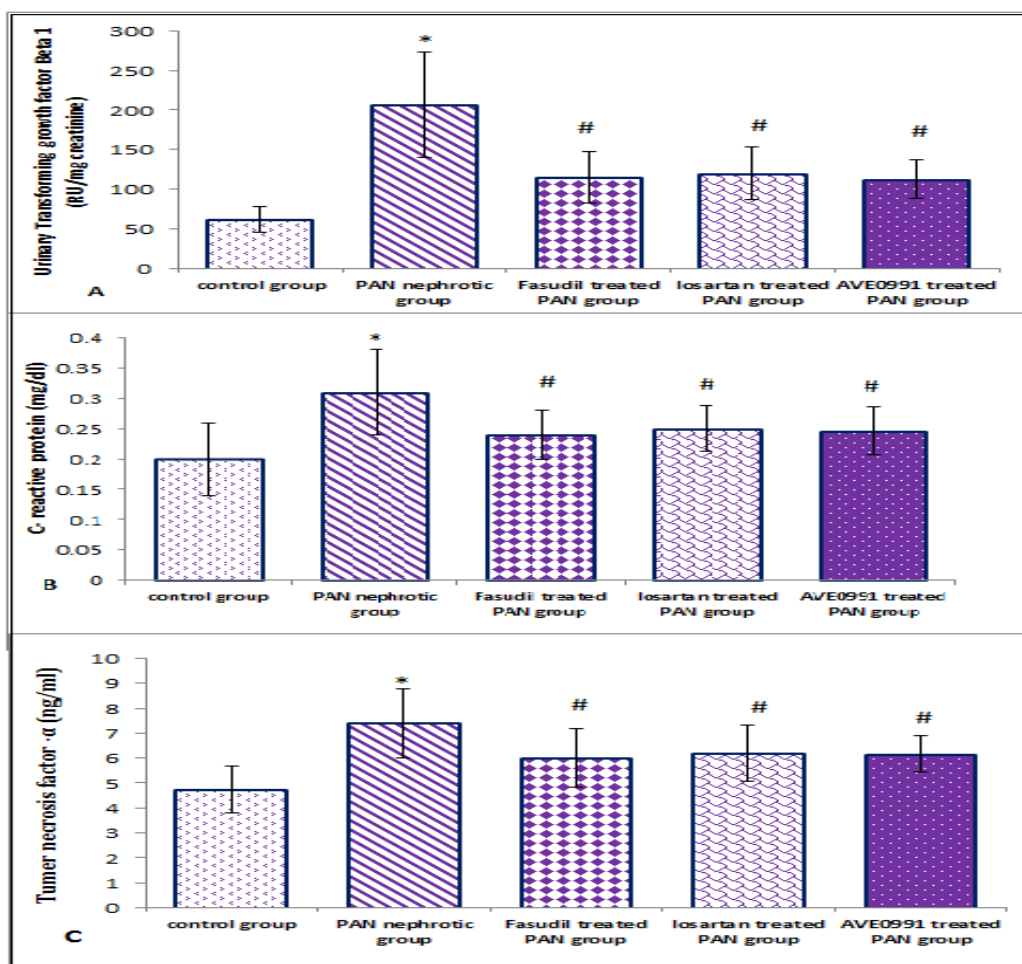 Urinary Transforming growth factor Beta 1
(RU/mg creatinine)
300
250
200
150
100
50
0
*
#
#
#
A
control group
PAN nephrotic
group
Fasudil treated
PAN group
losartan treated
PAN group
AVE0991 treated
PAN group
C- reactive protein (mg/dl)
0.4
0.35
0.3
0.25
0.2
0.15
0.1
0.05
0
*
#
#
#
B
control group
PAN nephrotic
group
Fasudil treated
PAN group
losartan treated
PAN group
AVE0991 treated
PAN group
Tumer necrosis factor -α (ng/ml)
10
9
8
7
6
5
4
3
2
1
0
*
#
#
#
C
control group
PAN nephrotic
group
Fasudil treated
PAN group
losartan treated
PAN group
AVE0991 treated
PAN group